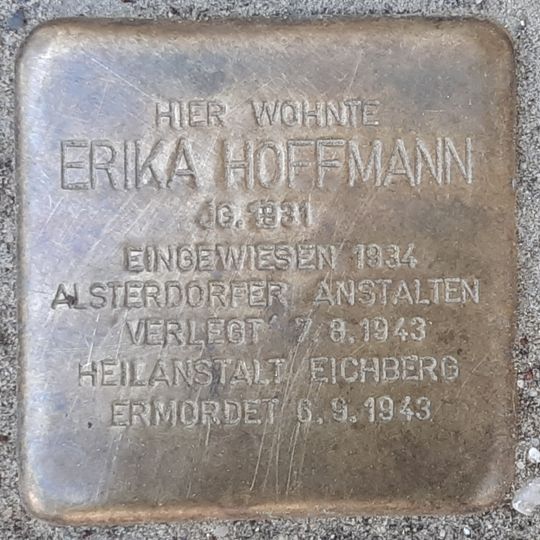 HIER WOHNTE
ERIKA HOFFMANN
JG. 1931
EINGEWIESEN 1934
ALSTERDORFER ANSTALTEN
VERLEGT 7.8.1943
HEILANSTALT EICHBERG
ERMORDET 6.9.1943